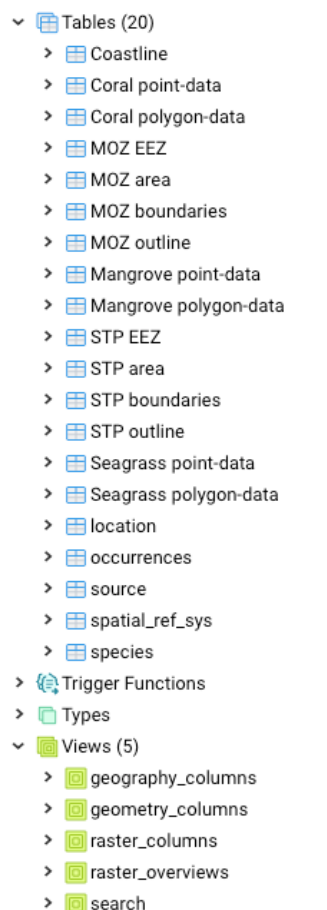 Tables (20)
Coastline
Coral point-data
Coral polygon-data
MOZ EEZ
MOZ area
MOZ boundaries
MOZ outline
Mangrove point-data
Mangrove polygon-data
STP EEZ
STP area
STP boundaries
STP outline
Seagrass point-data
Seagrass polygon-data
location
occurrences
source
spatial_ref_sys
species
Trigger Functions
Types
Views (5)
geography_columns
geometry_columns
raster_columns
raster_overviews
search